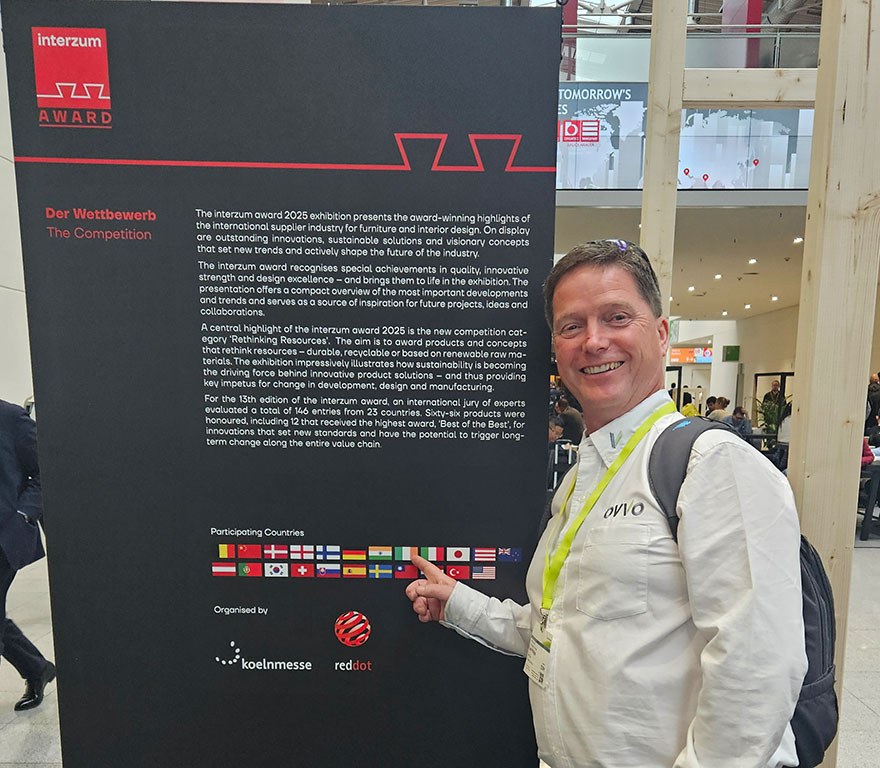 interzum
AWARD
TOMORROW'S
Der Wettbewerb
The Competition
The interzum award 2025 exhibition presents the award-winning highlights of
the international supplier industry for furniture and interior design. On display
are outstanding innovations, sustainable solutions and visionary concepts
that set new trends and actively shape the future of the industry.
The interzum award recognises special achievements in quality, innovative
strength and design excellence – and brings them to life in the exhibition. The
presentation offers a compact overview of the most important developments
and trends and serves as a source of inspiration for future projects, ideas and
collaborations.
A central highlight of the interzum award 2025 is the new competition cat-
egory 'Rethinking Resources'. The aim is to award products and concepts
that rethink resources – durable, recyclable or based on renewable raw ma-
terials. The exhibition impressively illustrates how sustainability is becoming
the driving force behind innovative product solutions – and thus providing
key impetus for change in development, design and manufacturing.
For the 13th edition of the interzum award, an international jury of experts
evaluated a total of 146 entries from 23 countries. Sixty-six products were
honoured, including 12 that received the highest award, 'Best of the Best', for
innovations that set new standards and have the potential to trigger long-
term change along the entire value chain.
Participating Countries
Organised by
koelnmesse
reddot
ovvo